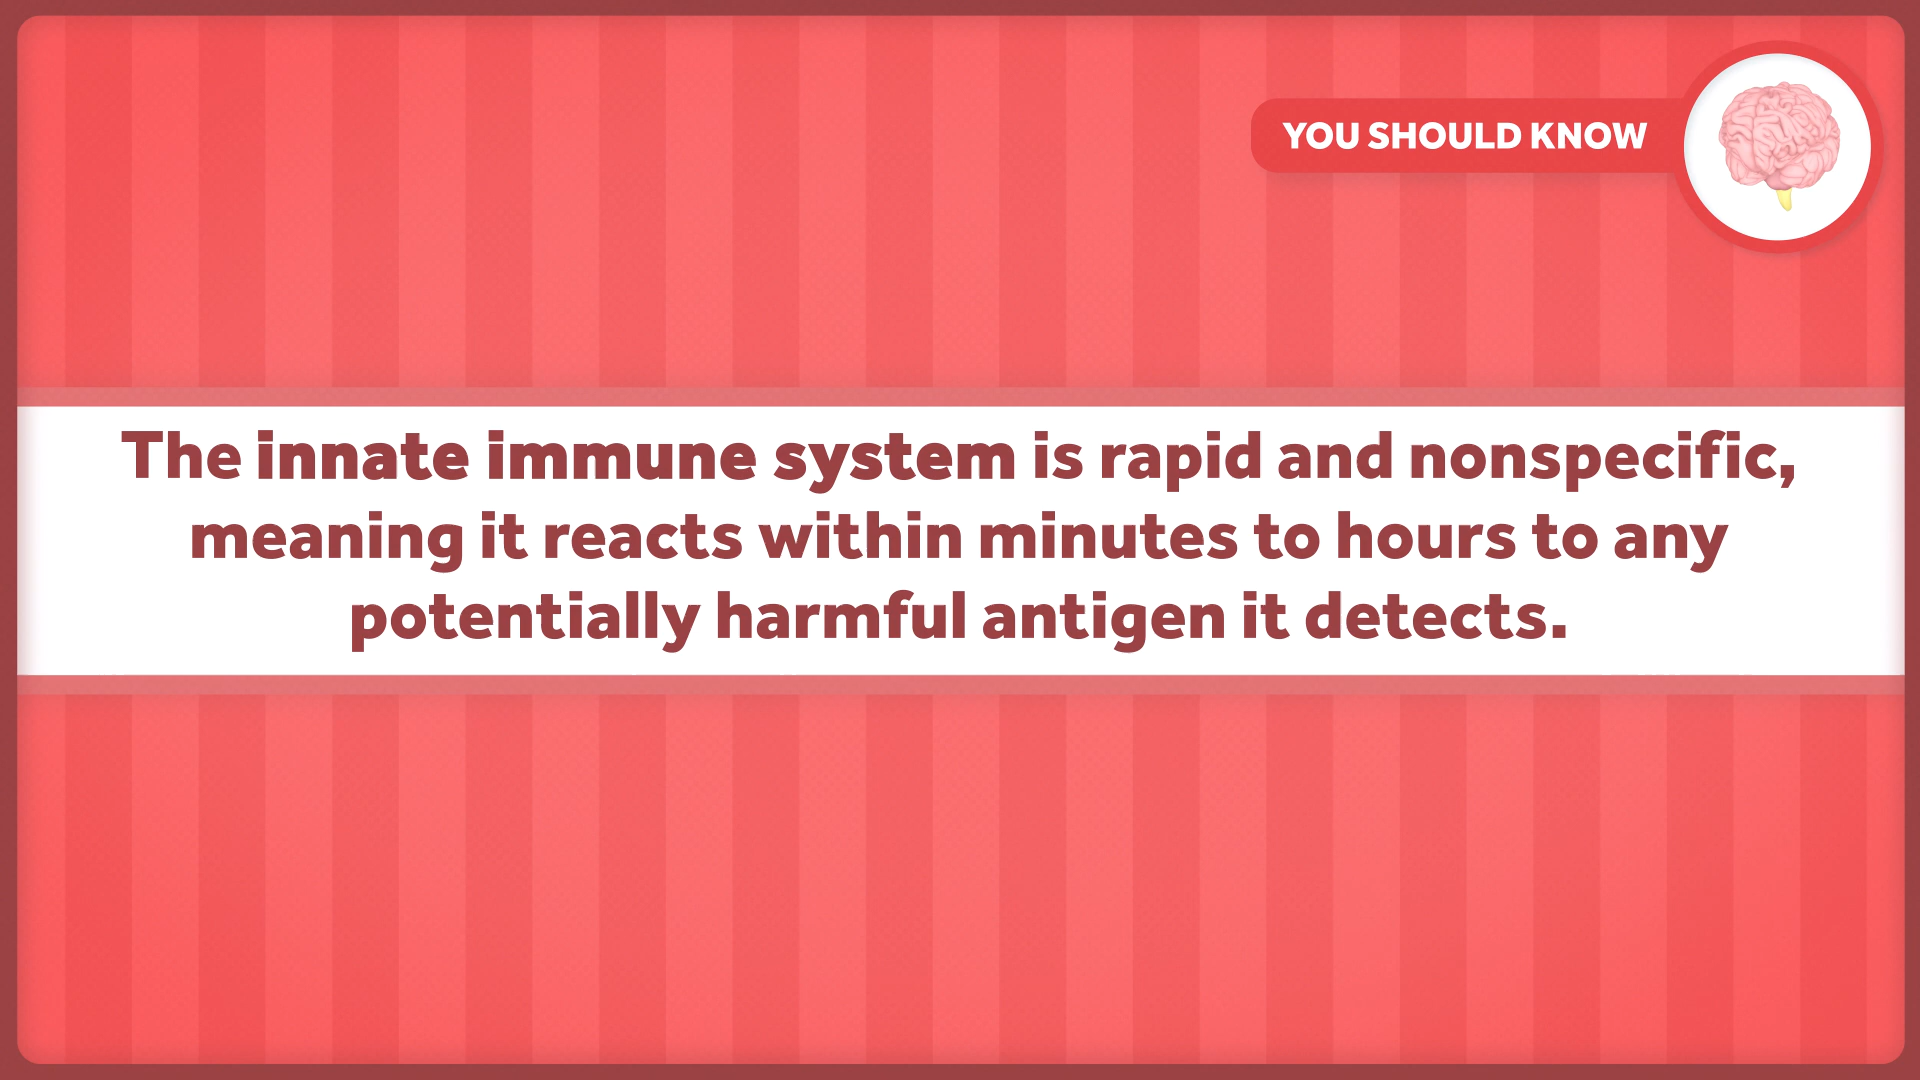 YOU SHOULD KNOW
The innate immune system is rapid and nonspecific,
meaning it reacts within minutes to hours to any
potentially harmful antigen it detects.